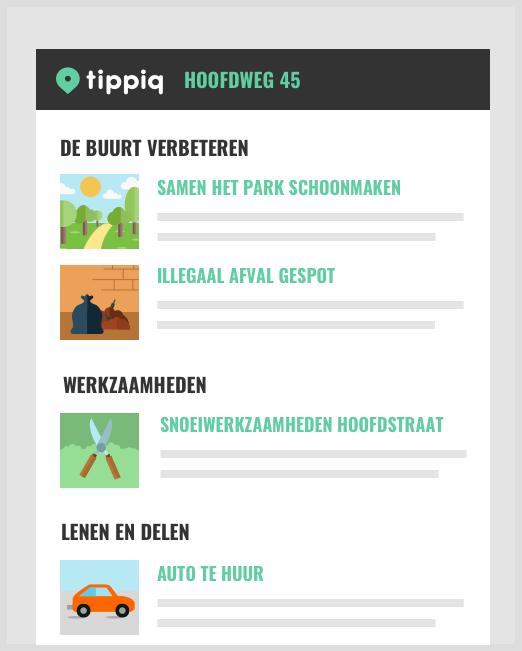 tippiq HOOFDWEG 45
DE BUURT VERBETEREN
SAMEN HET PARK SCHOONMAKEN
ILLEGAAL AFVAL GESPOT
WERKZAAMHEDEN
SNOEIWERKZAAMHEDEN HOOFDSTRAAT
LENEN EN DELEN
AUTO TE HUUR